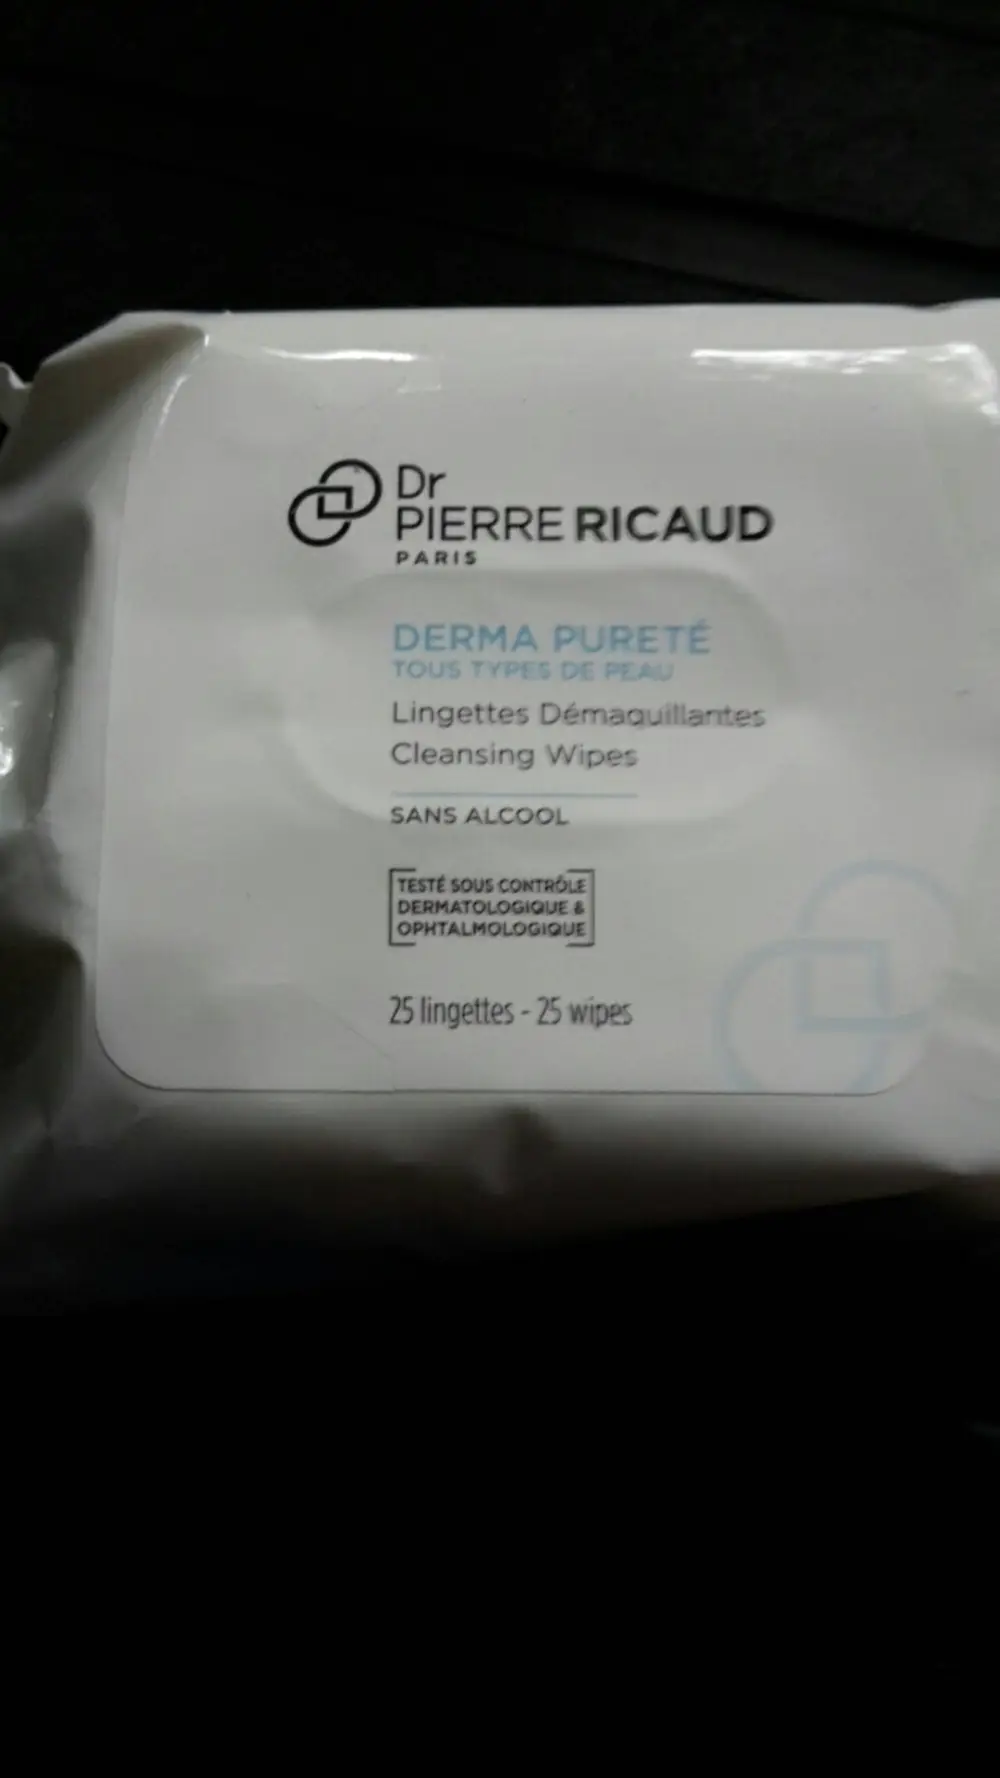 Dr
PIERRE RICAUD
PARIS
DERMA PURETÉ
TOUS TYPES DE PEAU
Lingettes Démaquillantes
Cleansing Wipes
SANS ALCOOL
TESTÉ SOUS CONTRÔLE
DERMATOLOGIQUE &
OPHTALMOLOGIQUE
25 lingettes - 25 wipes